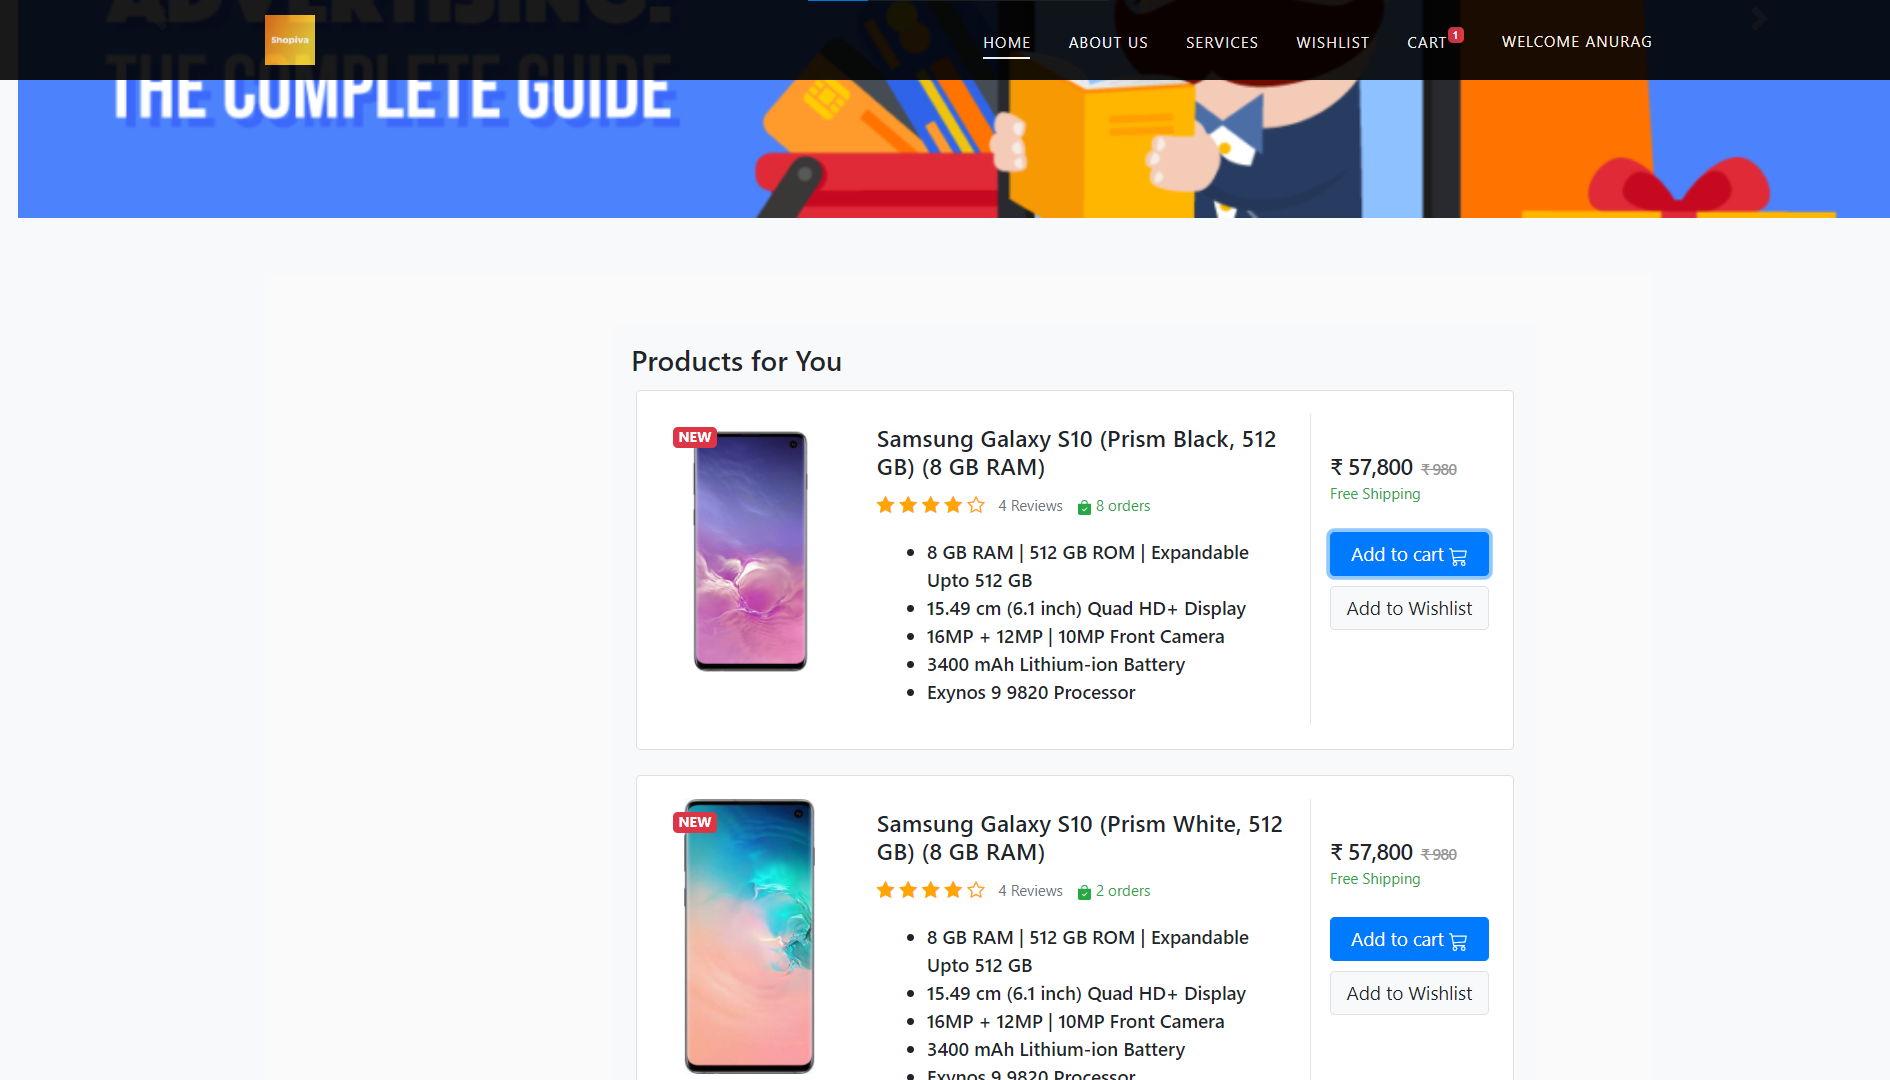 ADVERTISING:
Shopiva
HOME
ABOUT US
SERVICES
WISHLIST
CART
1
WELCOME ANURAG
THE COMPLETE GUIDE
Products for You
NEW
Samsung Galaxy S10 (Prism Black, 512
GB) (8 GB RAM)
4 Reviews
8 orders
• 8 GB RAM | 512 GB ROM | Expandable
Upto 512 GB
• 15.49 cm (6.1 inch) Quad HD+ Display
• 16MP + 12MP | 10MP Front Camera
• 3400 mAh Lithium-ion Battery
• Exynos 9 9820 Processor
₹ 57,800 ₹ 980
Free Shipping
Add to cart
Add to Wishlist
NEW
Samsung Galaxy S10 (Prism White, 512
GB) (8 GB RAM)
4 Reviews
2 orders
• 8 GB RAM | 512 GB ROM | Expandable
Upto 512 GB
• 15.49 cm (6.1 inch) Quad HD+ Display
• 16MP + 12MP | 10MP Front Camera
• 3400 mAh Lithium-ion Battery
• Exynos 9 9820 Processor
₹ 57,800 ₹ 980
Free Shipping
Add to cart
Add to Wishlist